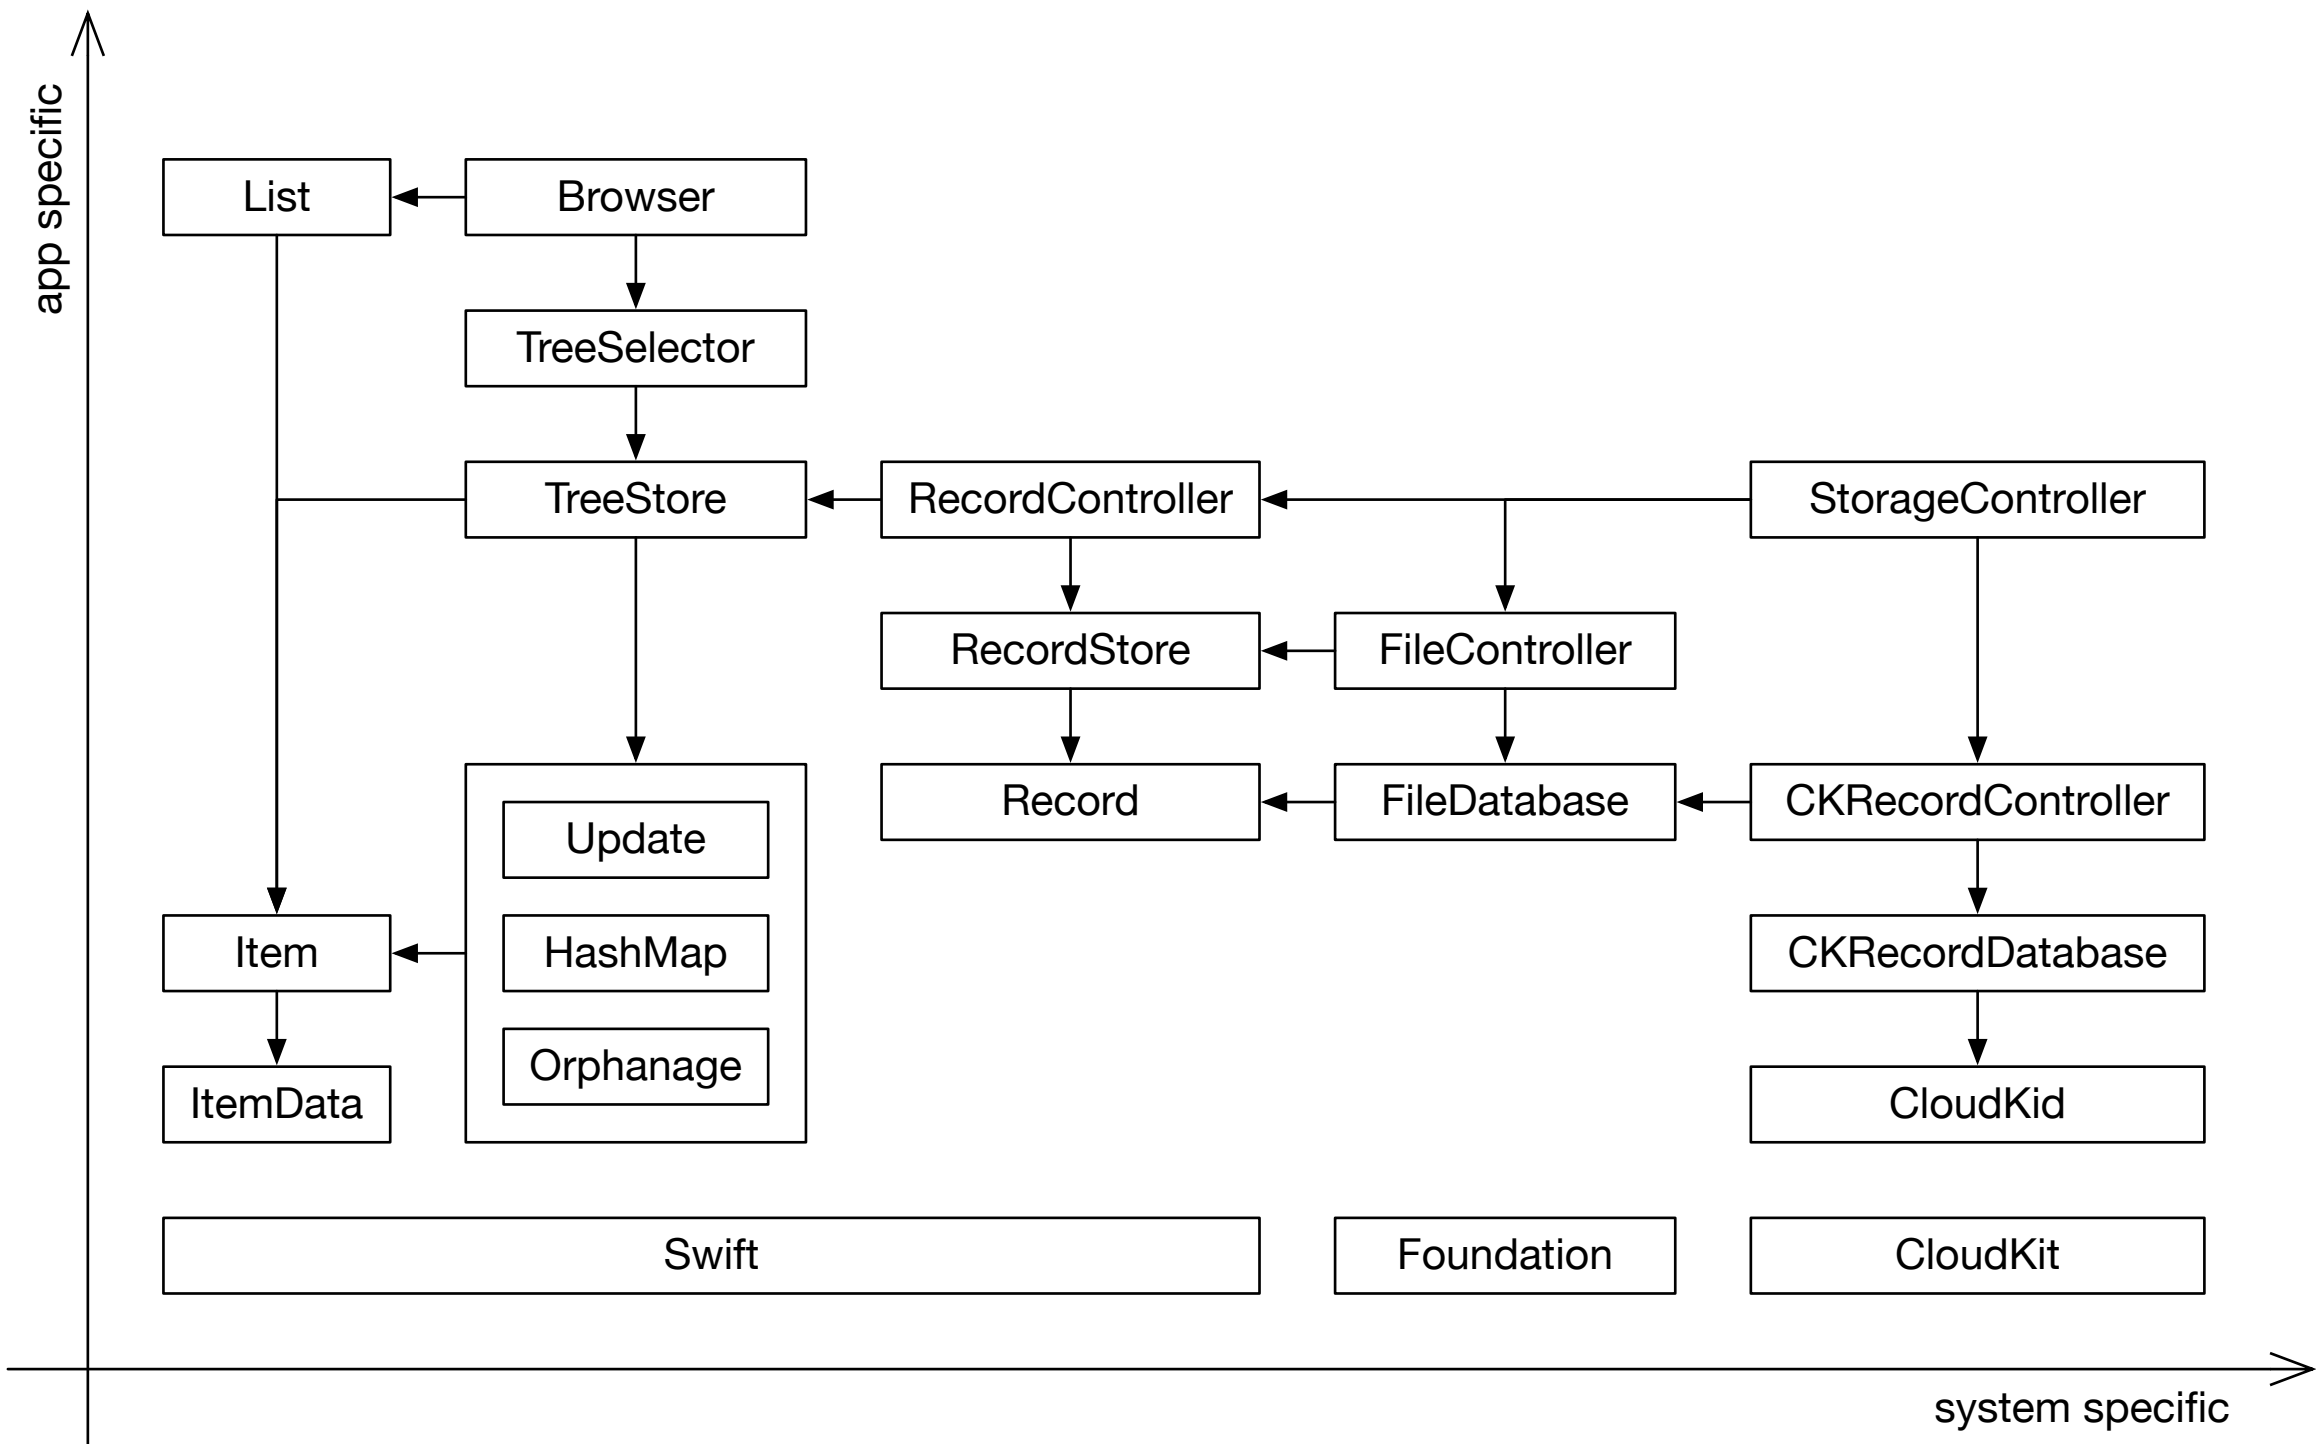 app specific
List
Browser
TreeSelector
TreeStore
RecordController
StorageController
RecordStore
FileController
Record
FileDatabase
CKRecordController
Update
Item
HashMap
CKRecordDatabase
Orphanage
ItemData
CloudKid
Swift
Foundation
CloudKit
system specific